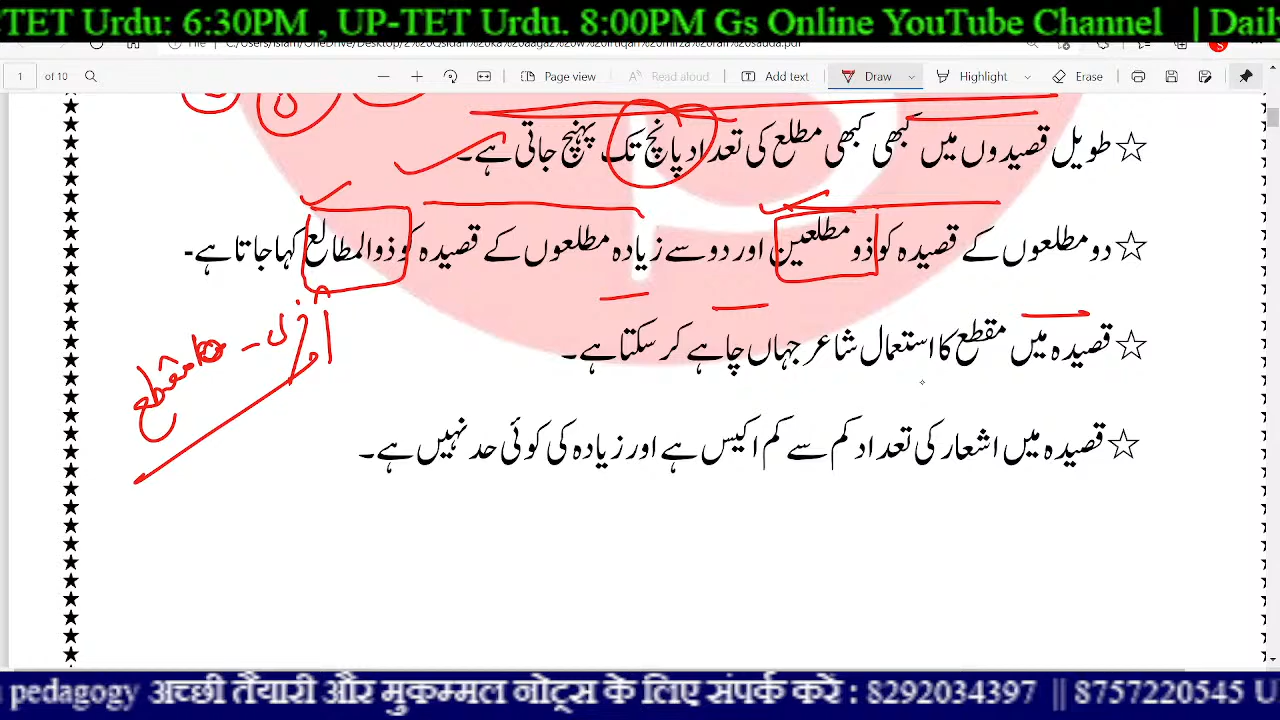 -TET Urdu: 6:30PM , UP-TET Urdu. 8:00PM Gs Online YouTube Channel | Daily
1 of 10 Page view Read aloud Add text Draw Highlight Erase
طویل قصیدوں میں کبھی کبھی مطلع کی تعداد پانچ تک پہنچ جاتی ہے۔
دو مطلعوں کے قصیدہ کو ذو مطلعین اور دو سے زیادہ مطلعوں کے قصیدہ کو ذوالمطالع کہا جاتا ہے۔
قصیدہ میں مقطع کا استعمال شاعر جہاں چاہے کر سکتا ہے۔
مقطع
قصیدہ میں اشعار کی تعداد کم سے کم اکیس ہے اور زیادہ کی کوئی حد نہیں ہے۔
pedagogy अच्छी तैयारी और मुकम्मल नोट्स के लिए संपर्क करें : 8292034397 || 8757220545 U